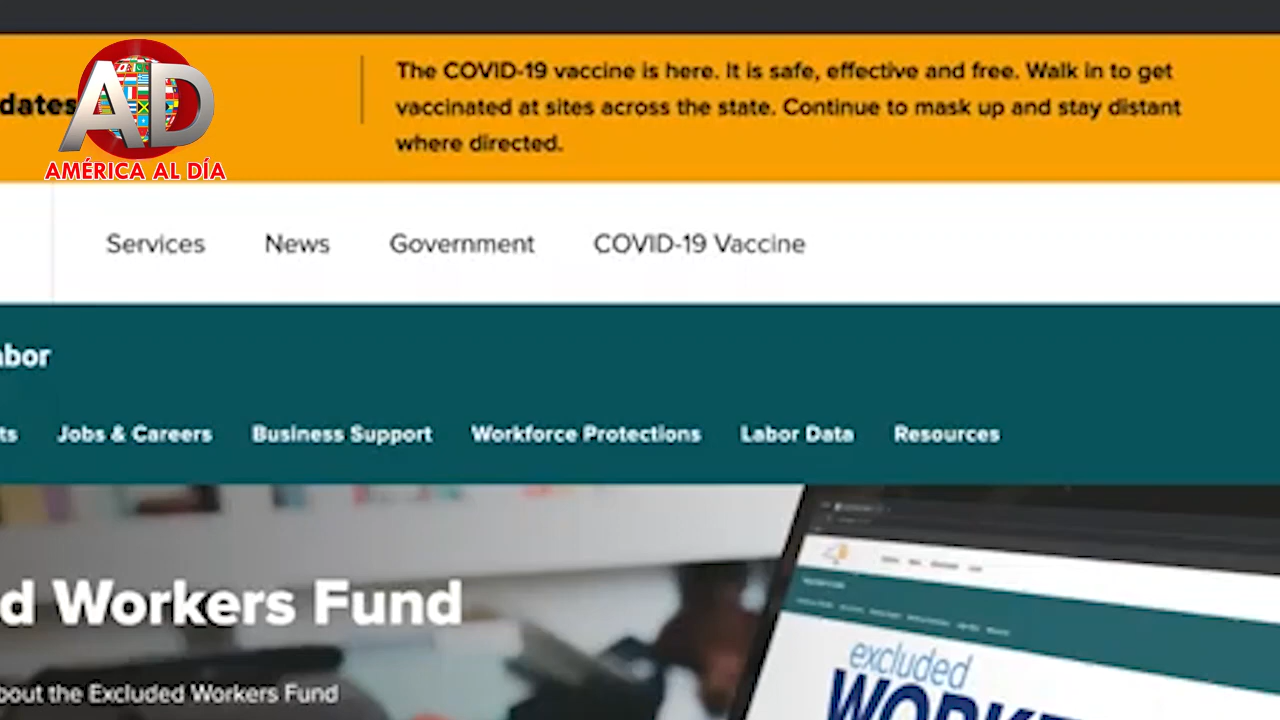 AD
AMÉRICA AL DÍA
dates
The COVID-19 vaccine is here. It is safe, effective and free. Walk in to get
vaccinated at sites across the state. Continue to mask up and stay distant
where directed.
Services News Government COVID-19 Vaccine
abor
ts Jobs & Careers Business Support Workforce Protections Labor Data Resources
d Workers Fund
bout the Excluded Workers Fund
excluded
WORKE